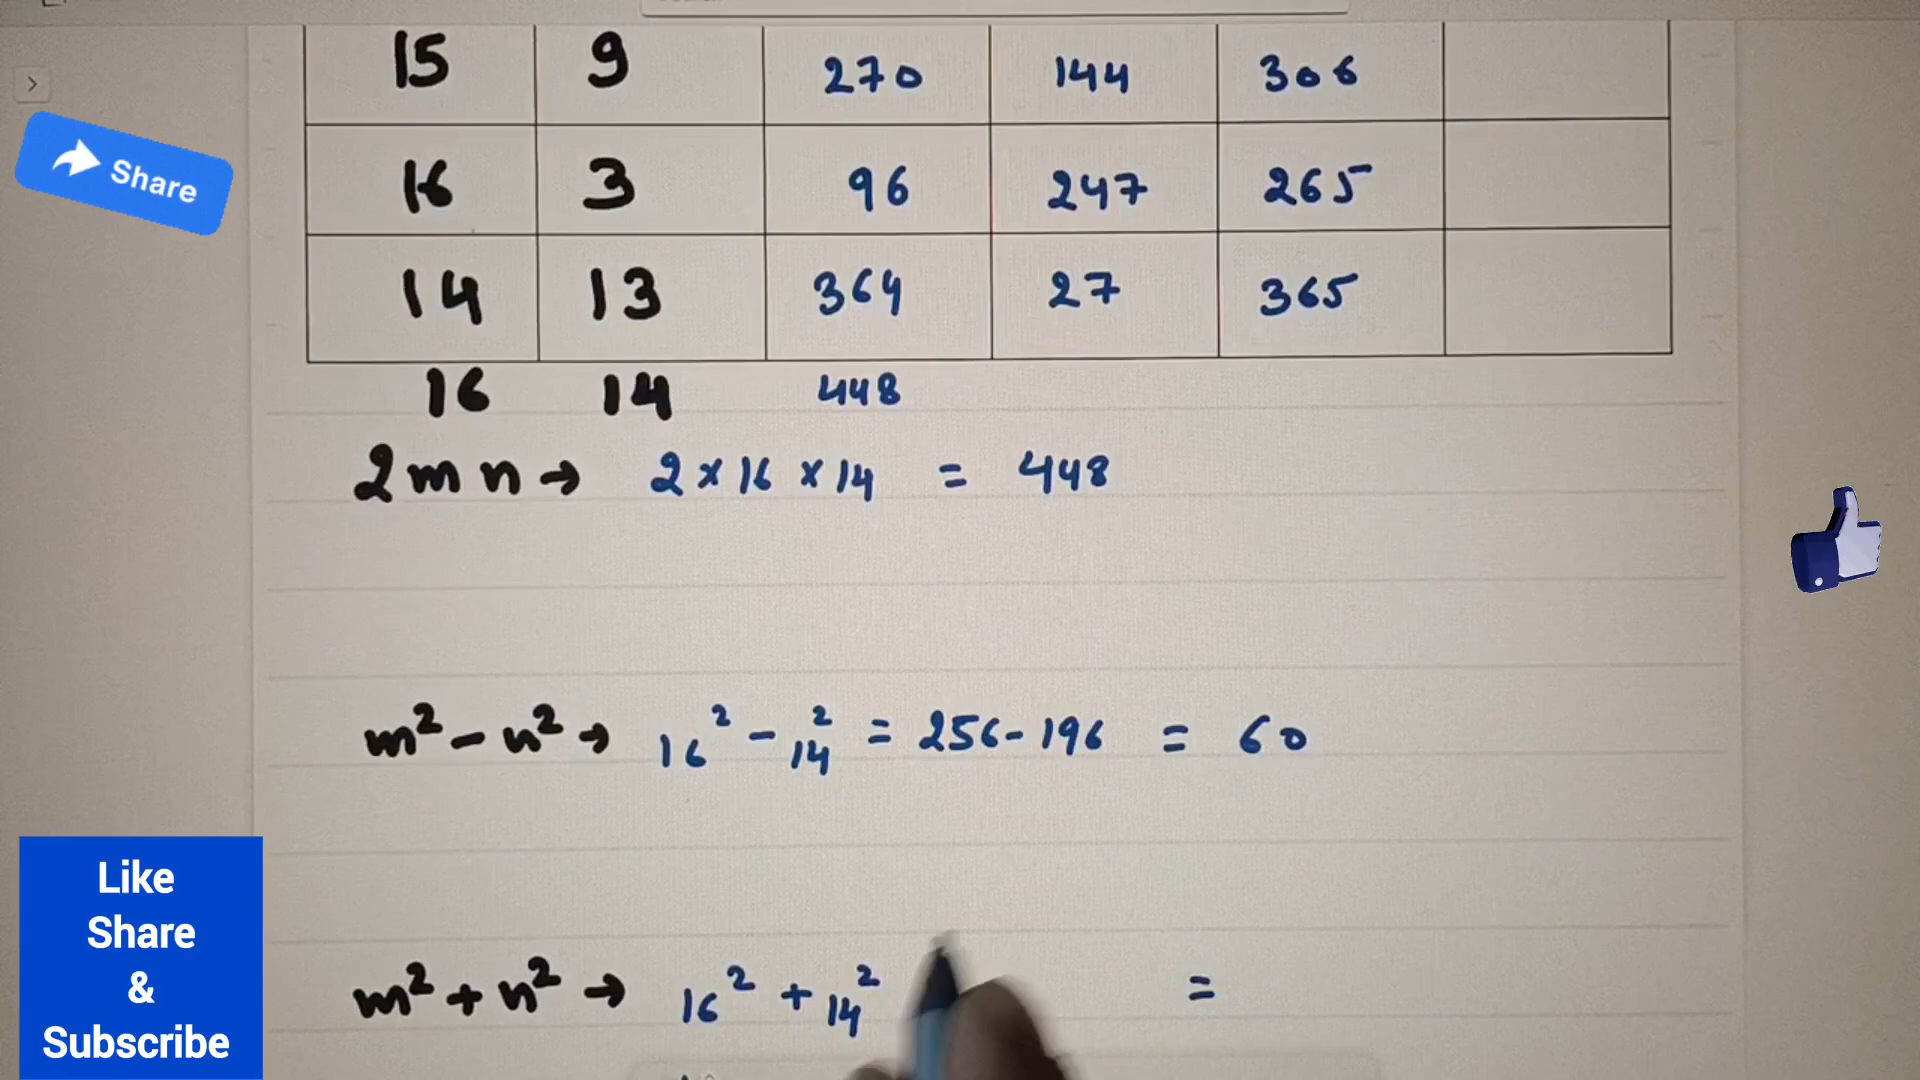 15 9 270 144 306
Share
16 3 96 247 265
14 13 364 27 365
16 14 448
2mn → 2 × 16 × 14 = 448
m² - n² → 16² - 14² = 256 - 196 = 60
Like
Share
&
Subscribe
m² + n² → 16² + 14² =